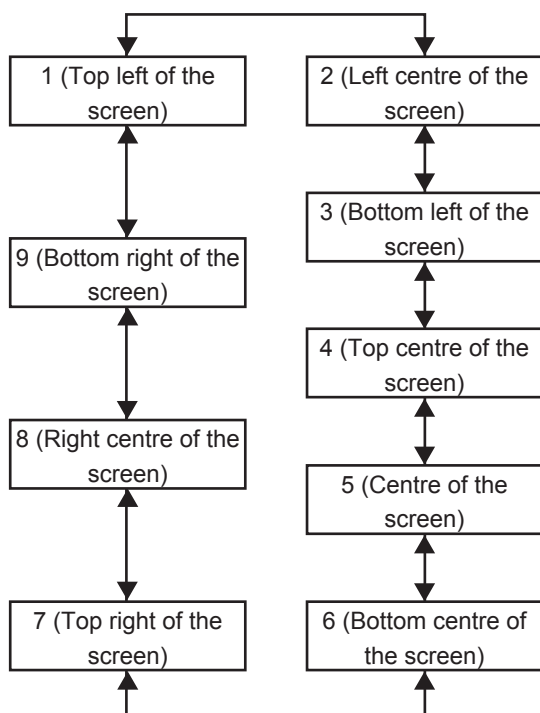 1 (Top left of the
screen)
2 (Left centre of the
screen)
3 (Bottom left of the
screen)
9 (Bottom right of the
screen)
4 (Top centre of the
screen)
8 (Right centre of the
screen)
5 (Centre of the
screen)
7 (Top right of the
screen)
6 (Bottom centre of
the screen)